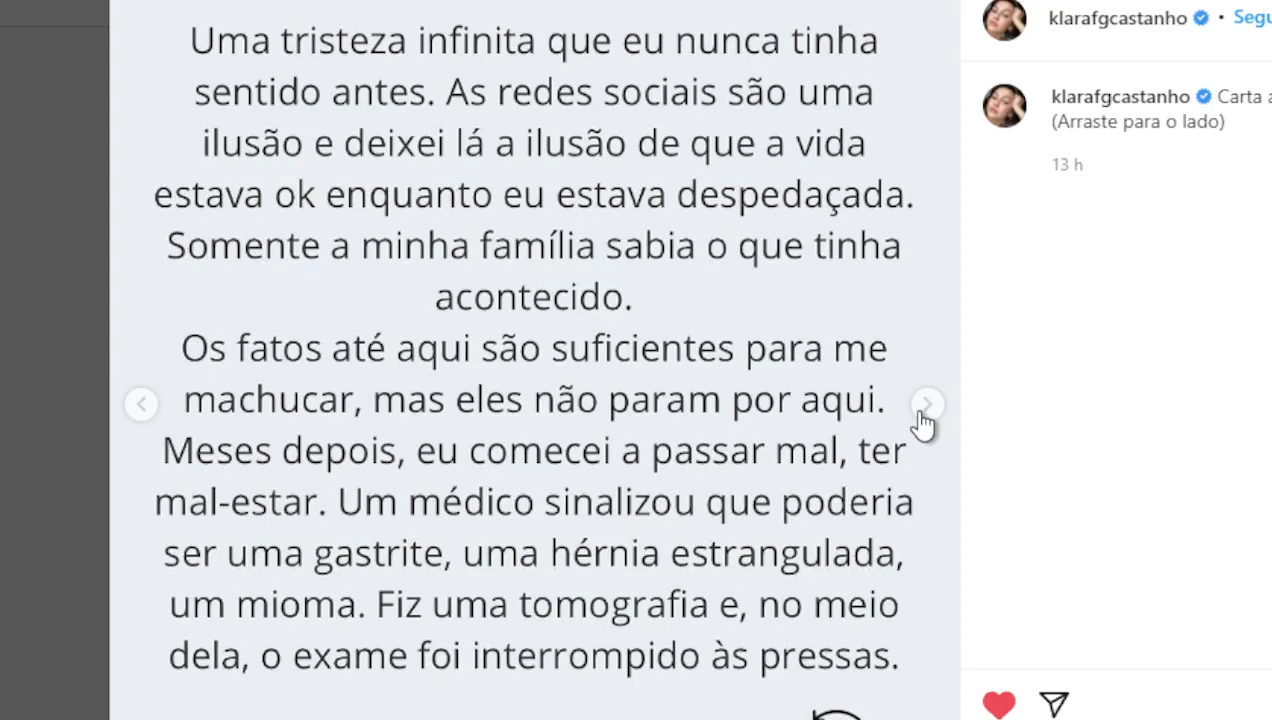 Uma tristeza infinita que eu nunca tinha
sentido antes. As redes sociais são uma
ilusão e deixei lá a ilusão de que a vida
estava ok enquanto eu estava despedaçada.
Somente a minha família sabia o que tinha
acontecido.
Os fatos até aqui são suficientes para me
machucar, mas eles não param por aqui.
Meses depois, eu comecei a passar mal, ter
mal-estar. Um médico sinalizou que poderia
ser uma gastrite, uma hérnia estrangulada,
um mioma. Fiz uma tomografia e, no meio
dela, o exame foi interrompido às pressas.
klarafgcastanho • Segu
klarafgcastanho Carta a
(Arraste para o lado)
13 h